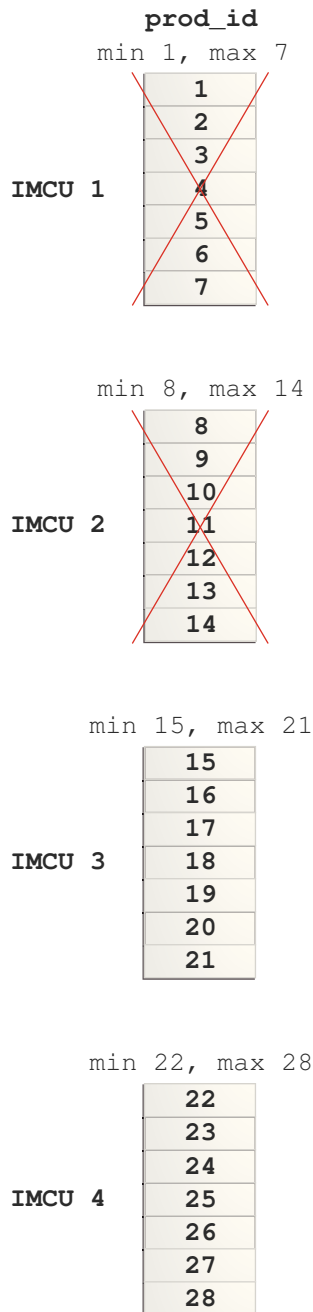 prod_id
min 1, max 7
1
2
3
IMCU 1 4
5
6
7
min 8, max 14
8
9
10
IMCU 2 11
12
13
14
min 15, max 21
15
16
17
IMCU 3 18
19
20
21
min 22, max 28
22
23
24
IMCU 4 25
26
27
28